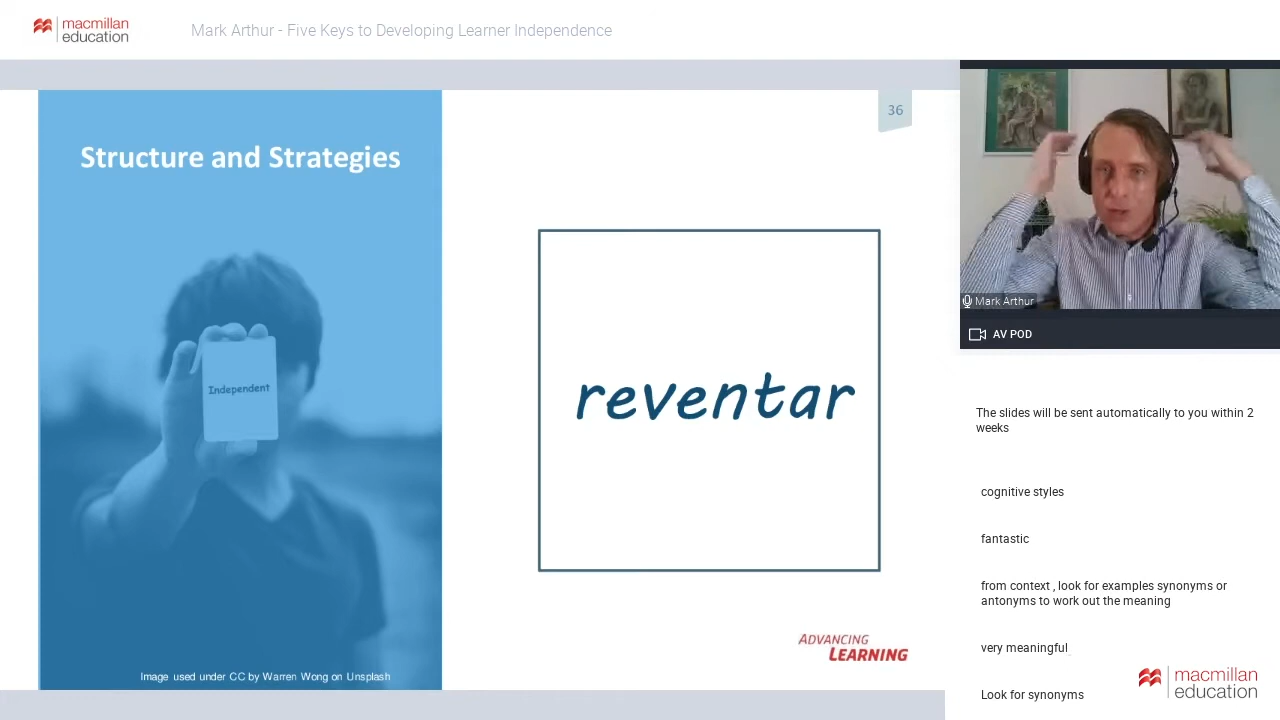 macmillan
education
Mark Arthur - Five Keys to Developing Learner Independence
36
Structure and Strategies
Independent
reventar
ADVANCING
LEARNING
Image used under CC by Warren Wong on Unsplash
Mark Arthur
AV POD
The slides will be sent automatically to you within 2
weeks
cognitive styles
fantastic
from context , look for examples synonyms or
antonyms to work out the meaning
very meaningful
Look for synonyms
macmillan
education